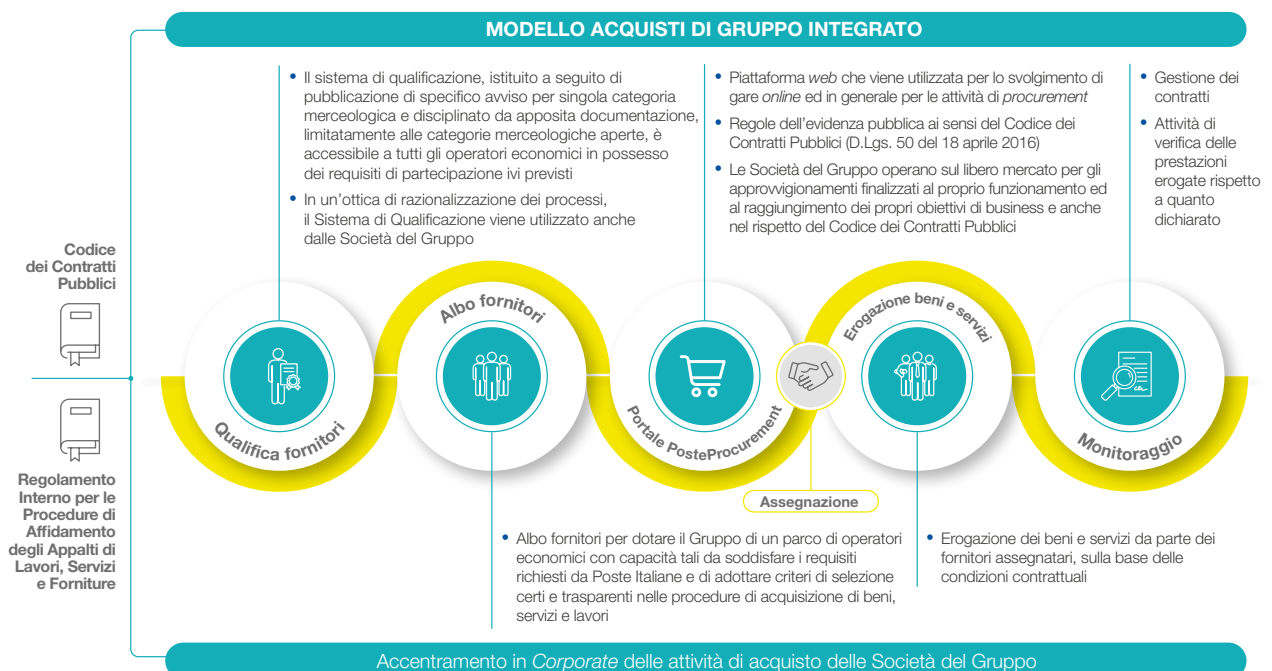 MODELLO ACQUISTI DI GRUPPO INTEGRATO
• Il sistema di qualificazione, istituito a seguito di
pubblicazione di specifico avviso per singola categoria
merceologica e disciplinato da apposita documentazione,
limitatamente alle categorie merceologiche aperte, è
accessibile a tutti gli operatori economici in possesso
dei requisiti di partecipazione ivi previsti
• In un'ottica di razionalizzazione dei processi,
il Sistema di Qualificazione viene utilizzato anche
dalle Società del Gruppo
• Piattaforma web che viene utilizzata per lo svolgimento di
gare online ed in generale per le attività di procurement
• Regole dell'evidenza pubblica ai sensi del Codice dei
Contratti Pubblici (D.Lgs. 50 del 18 aprile 2016)
• Le Società del Gruppo operano sul libero mercato per gli
approvvigionamenti finalizzati al proprio funzionamento ed
al raggiungimento dei propri obiettivi di business e anche
nel rispetto del Codice dei Contratti Pubblici
• Gestione dei
contratti
• Attività di
verifica delle
prestazioni
erogate rispetto
a quanto
dichiarato
Codice
dei Contratti
Pubblici
Regolamento
Interno per le
Procedure di
Affidamento
degli Appalti di
Lavori, Servizi
e Forniture
Qualifica fornitori
Albo fornitori
Portale PosteProcurement
Erogazione beni e servizi
Monitoraggio
Assegnazione
• Albo fornitori per dotare il Gruppo di un parco di operatori
economici con capacità tali da soddisfare i requisiti
richiesti da Poste Italiane e di adottare criteri di selezione
certi e trasparenti nelle procedure di acquisizione di beni,
servizi e lavori
• Erogazione dei beni e servizi da parte dei
fornitori assegnatari, sulla base delle
condizioni contrattuali
Accentramento in Corporate delle attività di acquisto delle Società del Gruppo